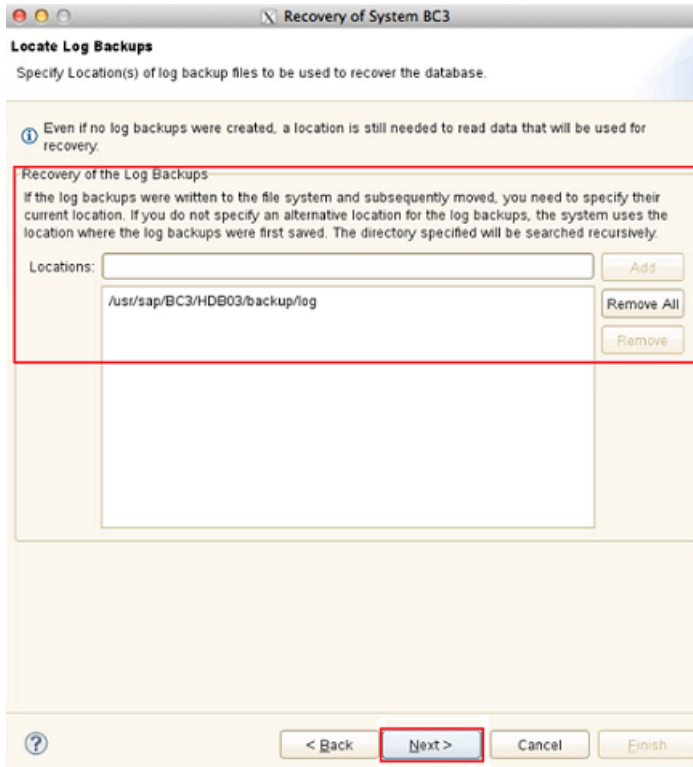 Recovery of System BC3
Locate Log Backups
Specify Location(s) of log backup files to be used to recover the database.
Even if no log backups were created, a location is still needed to read data that will be used for
recovery.
Recovery of the Log Backups
If the log backups were written to the file system and subsequently moved, you need to specify their
current location. If you do not specify an alternative location for the log backups, the system uses the
location where the log backups were first saved. The directory specified will be searched recursively.
Locations:
Add
/usr/sap/BC3/HDB03/backup/log
Remove All
Remove
?
< Back
Next >
Cancel
Finish